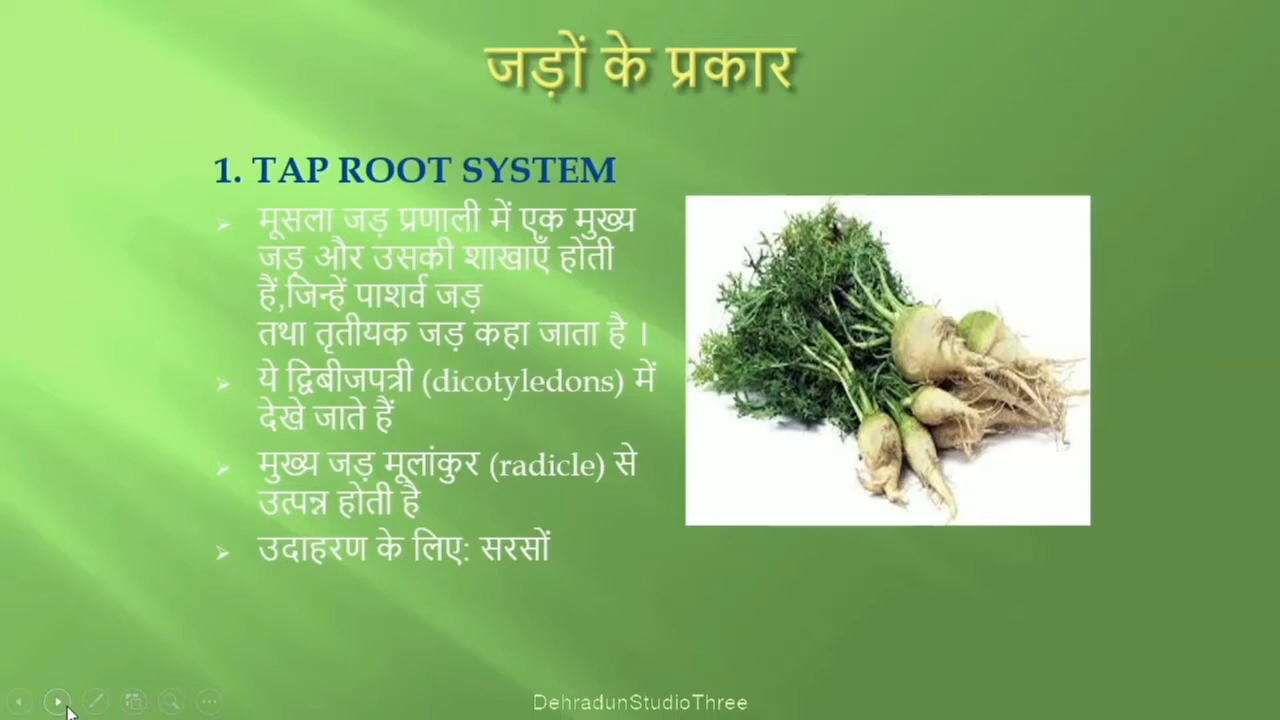 जड़ों के प्रकार
1. TAP ROOT SYSTEM
➢ मूसला जड़ प्रणाली में एक मुख्य
जड़ और उसकी शाखाएँ होती
हैं,जिन्हें पाशर्व जड़
तथा तृतीयक जड़ कहा जाता है ।
➢ ये द्विबीजपत्री (dicotyledons) में
देखे जाते हैं
➢ मुख्य जड़ मूलांकुर (radicle) से
उत्पन्न होती है
➢ उदाहरण के लिए: सरसों
DehradunStudioThree